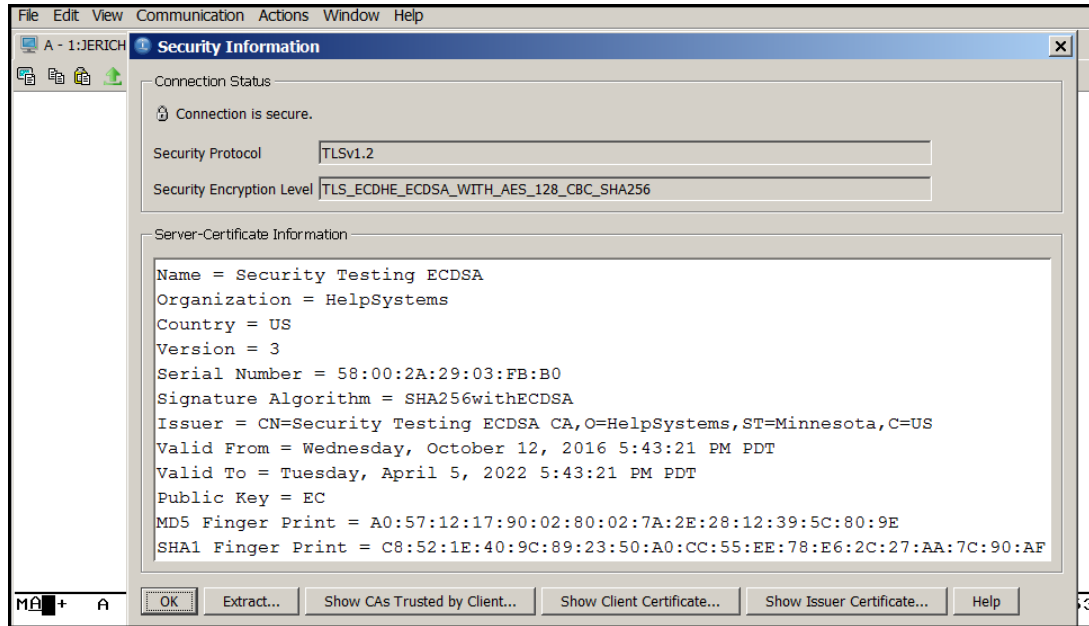 File Edit View Communication Actions Window Help
A - 1:JERICH
Security Information
Connection Status
Connection is secure.
Security Protocol TLSv1.2
Security Encryption Level TLS_ECDHE_ECDSA_WITH_AES_128_CBC_SHA256
Server-Certificate Information
Name = Security Testing ECDSA
Organization = HelpSystems
Country = US
Version = 3
Serial Number = 58:00:2A:29:03:FB:B0
Signature Algorithm = SHA256withECDSA
Issuer = CN=Security Testing ECDSA CA,O=HelpSystems,ST=Minnesota,C=US
Valid From = Wednesday, October 12, 2016 5:43:21 PM PDT
Valid To = Tuesday, April 5, 2022 5:43:21 PM PDT
Public Key = EC
MD5 Finger Print = A0:57:12:17:90:02:80:02:7A:2E:28:12:39:5C:80:9E
SHA1 Finger Print = C8:52:1E:40:9C:89:23:50:A0:CC:55:EE:78:E6:2C:27:AA:7C:90:AF
MA + A
OK Extract... Show CAs Trusted by Client... Show Client Certificate... Show Issuer Certificate... Help